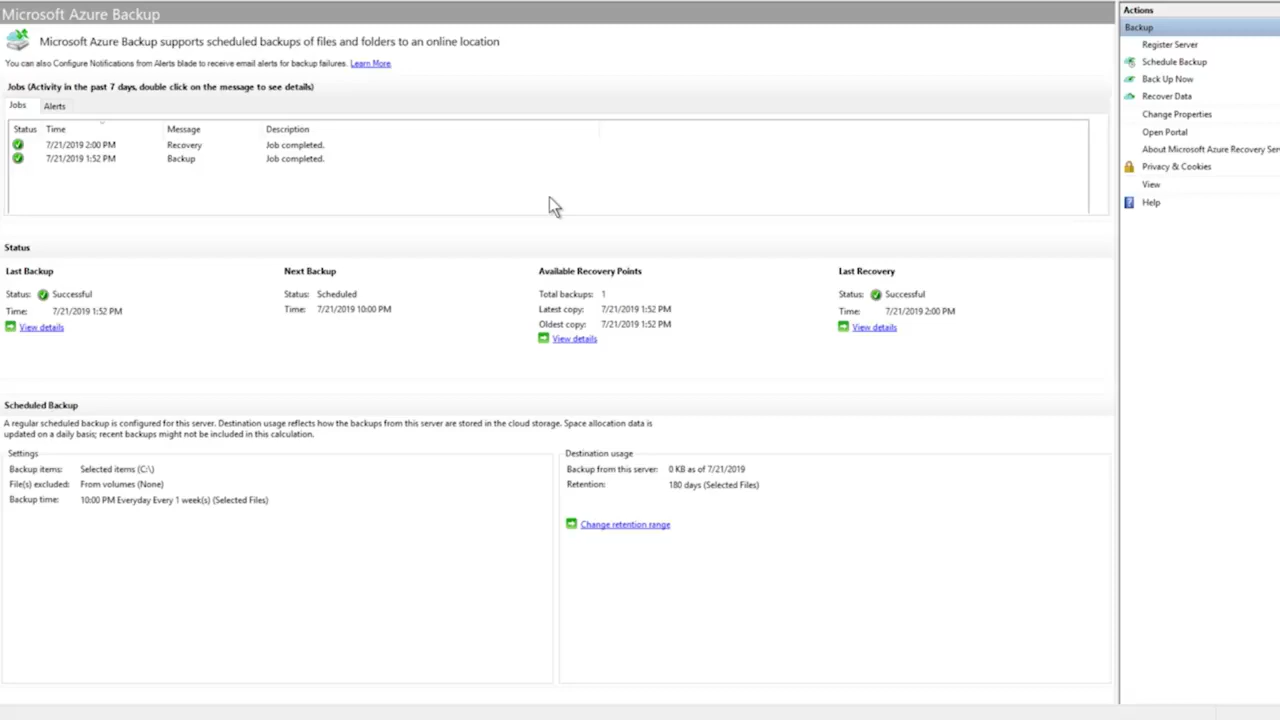 Microsoft Azure Backup
Microsoft Azure Backup supports scheduled backups of files and folders to an online location
You can also Configure Notifications from Alerts blade to receive email alerts for backup failures. Learn More
Jobs (Activity in the past 7 days, double click on the message to see details)
Jobs Alerts
Status Time Message Description
7/21/2019 2:00 PM Recovery Job completed.
7/21/2019 1:52 PM Backup Job completed.
Status
Last Backup
Status: Successful
Time: 7/21/2019 1:52 PM
View details
Next Backup
Status: Scheduled
Time: 7/21/2019 10:00 PM
Available Recovery Points
Total backups: 1
Latest copy: 7/21/2019 1:52 PM
Oldest copy: 7/21/2019 1:52 PM
View details
Last Recovery
Status: Successful
Time: 7/21/2019 2:00 PM
View details
Scheduled Backup
A regular scheduled backup is configured for this server. Destination usage reflects how the backups from this server are stored in the cloud storage. Space allocation data is
updated on a daily basis; recent backups might not be included in this calculation.
Settings
Backup items: Selected items (C:\)
File(s) excluded: From volumes (None)
Backup time: 10:00 PM Everyday Every 1 week(s) (Selected Files)
Destination usage
Backup from this server: 0 KB as of 7/21/2019
Retention: 180 days (Selected Files)
Change retention range
Actions
Backup
Register Server
Schedule Backup
Back Up Now
Recover Data
Change Properties
Open Portal
About Microsoft Azure Recovery Ser
Privacy & Cookies
View
Help